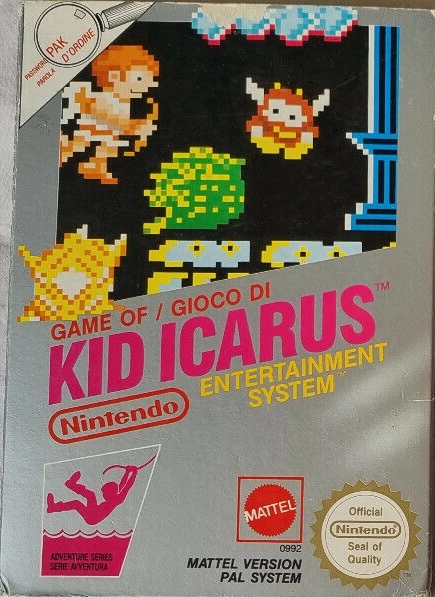 PASSWORD PAK
PAROLA D'ORDINE
GAME OF / GIOCO DI
KID ICARUS™
ENTERTAINMENT
SYSTEM™
Nintendo
ADVENTURE SERIES
SERIE AVVENTURA
MATTEL
0992
MATTEL VERSION
PAL SYSTEM
Official
Nintendo
Seal of
Quality
TM